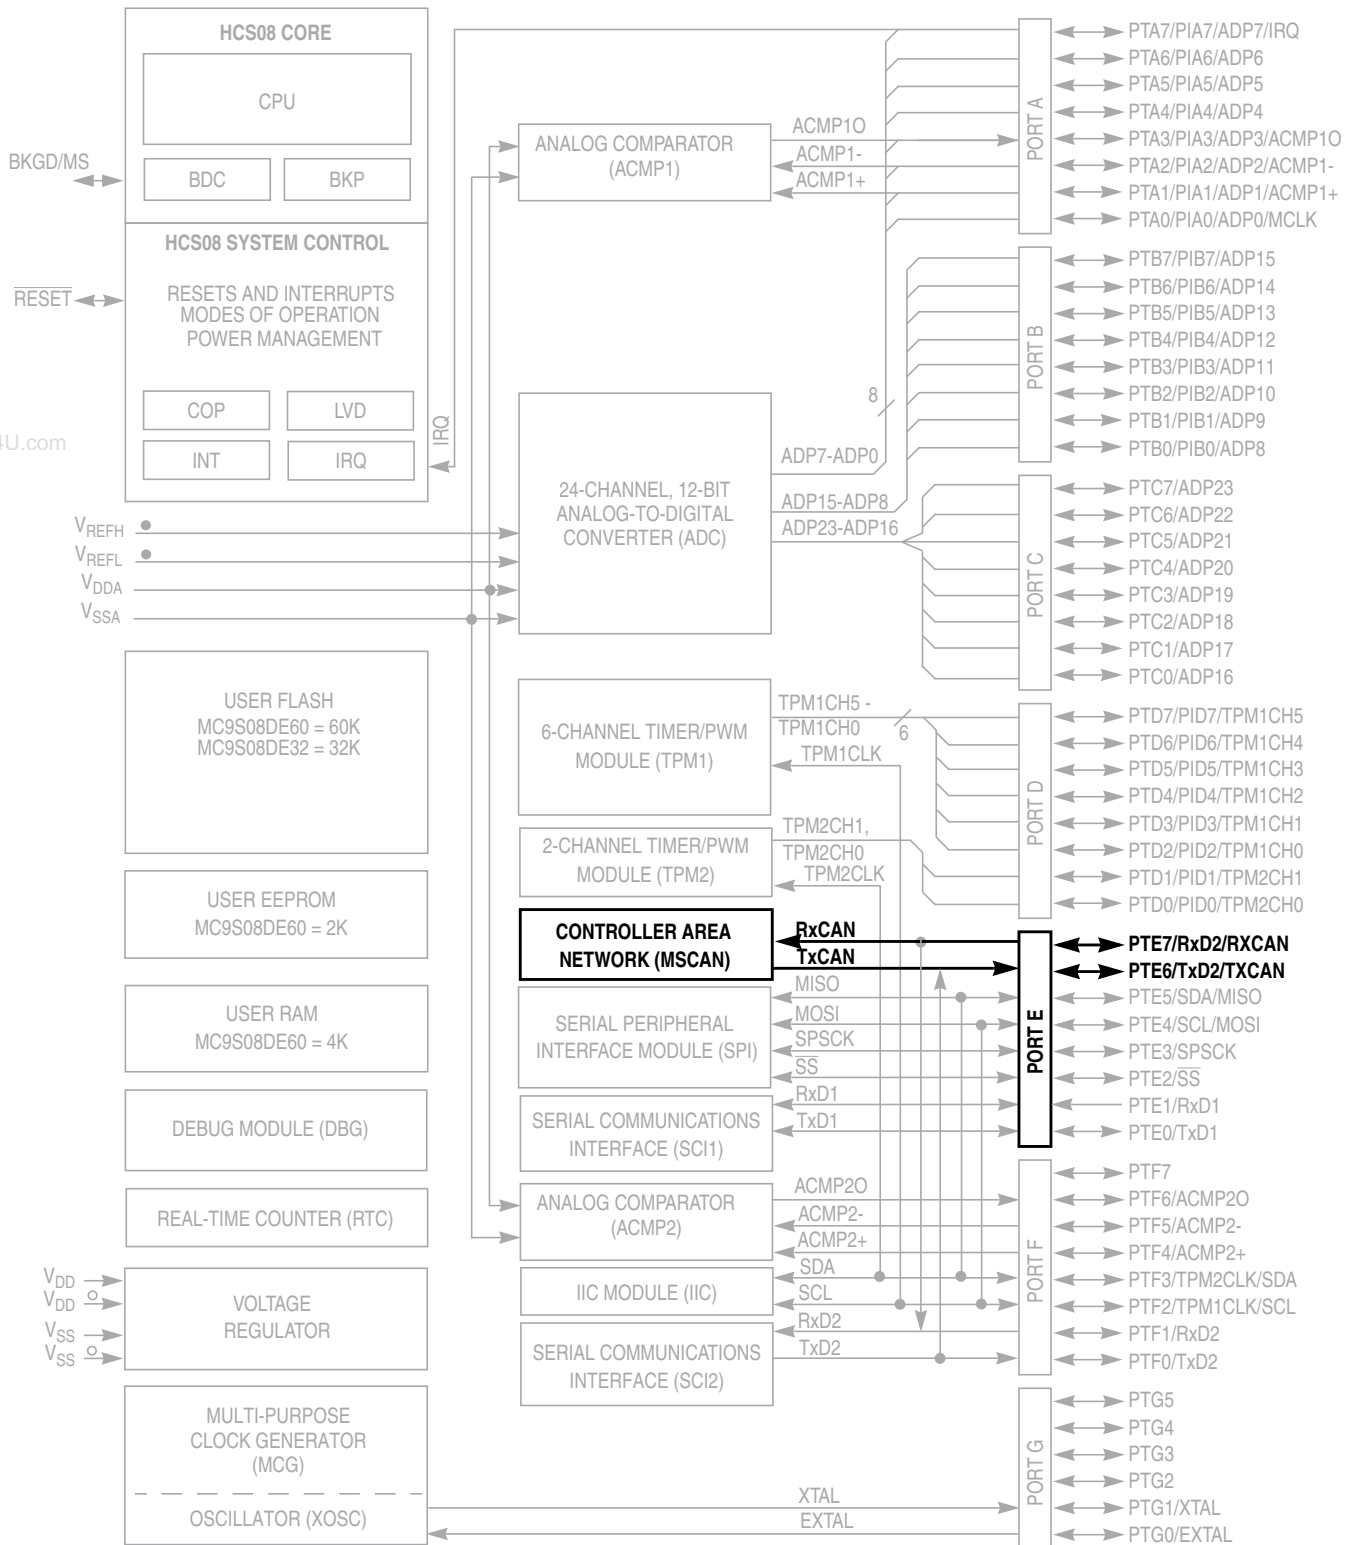 HCS08 CORE
CPU
BDC
BKP
BKGD/MS
HCS08 SYSTEM CONTROL
RESETS AND INTERRUPTS
MODES OF OPERATION
POWER MANAGEMENT
RESET
COP
LVD
INT
IRQ
IRQ
4U.com
VREFH
VREFL
VDDA
VSSA
USER FLASH
MC9S08DE60 = 60K
MC9S08DE32 = 32K
USER EEPROM
MC9S08DE60 = 2K
USER RAM
MC9S08DE60 = 4K
DEBUG MODULE (DBG)
REAL-TIME COUNTER (RTC)
VDD
VDD
VSS
VSS
VOLTAGE
REGULATOR
MULTI-PURPOSE
CLOCK GENERATOR
(MCG)
OSCILLATOR (XOSC)
ANALOG COMPARATOR
(ACMP1)
ACMP1O
ACMP1-
ACMP1+
24-CHANNEL, 12-BIT
ANALOG-TO-DIGITAL
CONVERTER (ADC)
8
ADP7-ADP0
ADP15-ADP8
ADP23-ADP16
6-CHANNEL TIMER/PWM
MODULE (TPM1)
TPM1CH5 -
TPM1CH0
6
TPM1CLK
2-CHANNEL TIMER/PWM
MODULE (TPM2)
TPM2CH1,
TPM2CH0
TPM2CLK
CONTROLLER AREA
NETWORK (MSCAN)
RxCAN
TxCAN
SERIAL PERIPHERAL
INTERFACE MODULE (SPI)
MISO
MOSI
SPSCK
SS
SERIAL COMMUNICATIONS
INTERFACE (SCI1)
RxD1
TxD1
ANALOG COMPARATOR
(ACMP2)
ACMP2O
ACMP2-
ACMP2+
IIC MODULE (IIC)
SDA
SCL
SERIAL COMMUNICATIONS
INTERFACE (SCI2)
RxD2
TxD2
XTAL
EXTAL
PORT A
PTA7/PIA7/ADP7/IRQ
PTA6/PIA6/ADP6
PTA5/PIA5/ADP5
PTA4/PIA4/ADP4
PTA3/PIA3/ADP3/ACMP1O
PTA2/PIA2/ADP2/ACMP1-
PTA1/PIA1/ADP1/ACMP1+
PTA0/PIA0/ADP0/MCLK
PORT B
PTB7/PIB7/ADP15
PTB6/PIB6/ADP14
PTB5/PIB5/ADP13
PTB4/PIB4/ADP12
PTB3/PIB3/ADP11
PTB2/PIB2/ADP10
PTB1/PIB1/ADP9
PTB0/PIB0/ADP8
PORT C
PTC7/ADP23
PTC6/ADP22
PTC5/ADP21
PTC4/ADP20
PTC3/ADP19
PTC2/ADP18
PTC1/ADP17
PTC0/ADP16
PORT D
PTD7/PID7/TPM1CH5
PTD6/PID6/TPM1CH4
PTD5/PID5/TPM1CH3
PTD4/PID4/TPM1CH2
PTD3/PID3/TPM1CH1
PTD2/PID2/TPM1CH0
PTD1/PID1/TPM2CH1
PTD0/PID0/TPM2CH0
PORT E
PTE7/RxD2/RXCAN
PTE6/TxD2/TXCAN
PTE5/SDA/MISO
PTE4/SCL/MOSI
PTE3/SPSCK
PTE2/SS
PTE1/RxD1
PTE0/TxD1
PORT F
PTF7
PTF6/ACMP2O
PTF5/ACMP2-
PTF4/ACMP2+
PTF3/TPM2CLK/SDA
PTF2/TPM1CLK/SCL
PTF1/RxD2
PTF0/TxD2
PORT G
PTG5
PTG4
PTG3
PTG2
PTG1/XTAL
PTG0/EXTAL